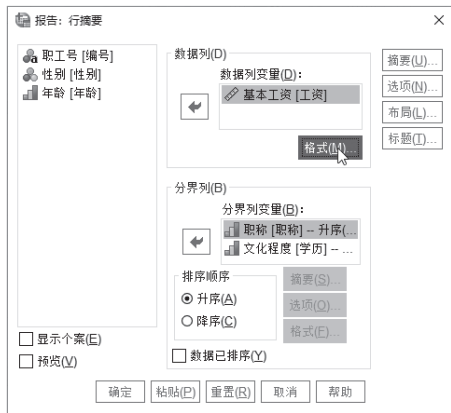 报告：行摘要
职工号 [编号]
性别 [性别]
年龄 [年龄]
数据列(D)
数据列变量(D)：
基本工资 [工资]
格式(M)...
摘要(U)...
选项(N)...
布局(L)...
标题(T)...
分界列(B)
分界列变量(B)：
职称 [职称] -- 升序(...
文化程度 [学历] -- ...
排序顺序
升序(A)
降序(C)
摘要(S)...
选项(O)...
格式(F)...
数据已排序(Y)
显示个案(E)
预览(V)
确定 粘贴(P) 重置(R) 取消 帮助